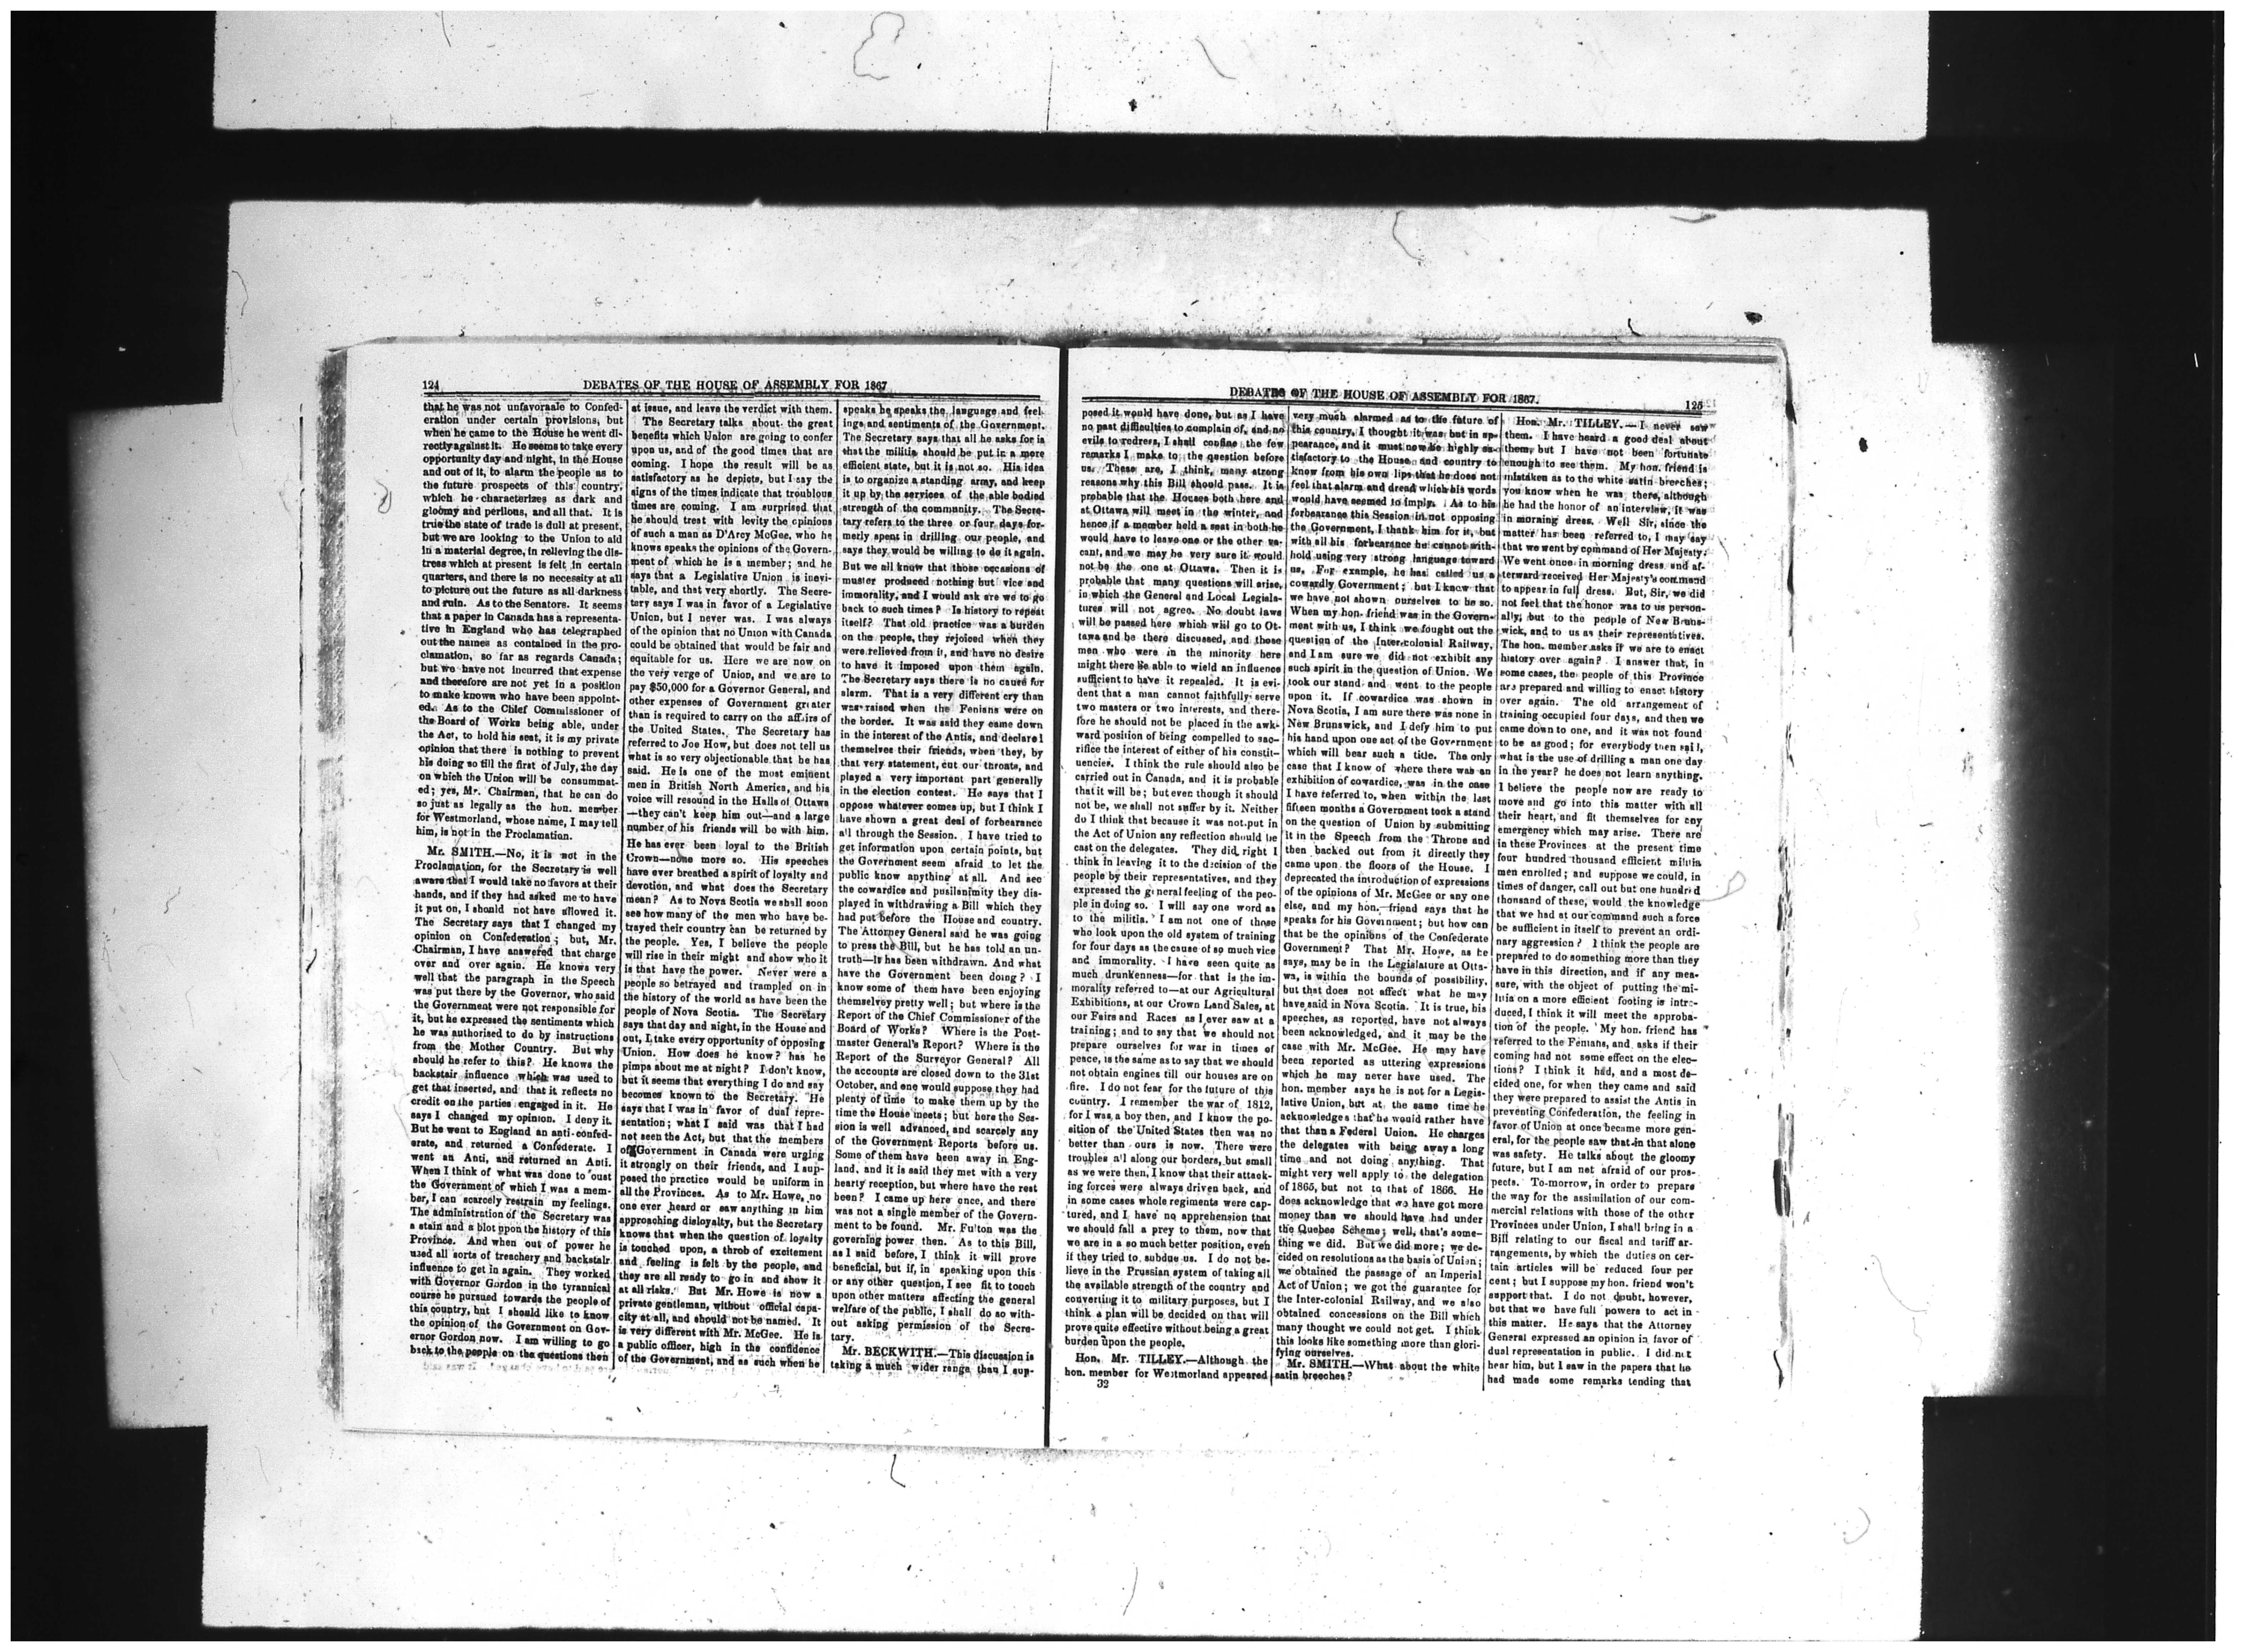 124
DEBATES OF THE HOUSE OF ASSEMBLY FOR 1867
that he was not unfavoraale to Confed-
eration under certain provisions, but
when he came to the House he went di-
rectly against it. He seems to take every
opportunity day and night, in the House
and out of it, to alarm the people as to
the future prospects of this country,
which he characterizes as dark and
gloomy and perilous, and all that. It is
true the state of trade is dull at present,
but we are looking to the Union to aid
in a material degree, in relieving the dis-
tress which at present is felt in certain
quarters, and there is no necessity at all
to picture out the future as all darkness
and ruin. As to the Senators. It seems
that a paper in Canada has a representa-
tive in England who has telegraphed
out the names as contained in the pro-
clamation, so far as regards Canada;
but we have not incurred that expense
and therefore are not yet in a position
to make known who have been appoint-
ed. As to the Chief Commissioner of
the Board of Works being able, under
the Act, to hold his seat, it is my private
opinion that there is nothing to prevent
his doing so till the first of July, the day
on which the Union will be consummat-
ed; yes, Mr. Chairman, that he can do
so just as legally as the hon. member
for Westmorland, whose name, I may tell
him, is not in the Proclamation.
Mr. SMITH.—No, it is not in the
Proclamation, for the Secretary is well
aware that I would take no favors at their
hands, and if they had asked me to have
it put on, I should not have allowed it.
The Secretary says that I changed my
opinion on Confederation; but, Mr.
Chairman, I have answered that charge
over and over again. He knows very
well that the paragraph in the Speech
was put there by the Governor, who said
the Government were not responsible for
it, but he expressed the sentiments which
he was authorised to do by instructions
from the Mother Country. But why
should he refer to this? He knows the
backstair influence which was used to
get that inserted, and that it reflects no
credit on the parties engaged in it. He
says I changed my opinion. I deny it.
But he went to England an anti-confed-
erate, and returned a Confederate. I
went an Anti, and returned an Anti.
When I think of what was done to oust
the Government of which I was a mem-
ber, I can scarcely restrain my feelings.
The administration of the Secretary was
a stain and a blot upon the history of this
Province. And when out of power he
used all sorts of treachery and backstair
influence to get in again. They worked
with Governor Gordon in the tyrannical
course he pursued towards the people of
this country, but I should like to know
the opinion of the Government on Gov-
ernor Gordon now. I am willing to go
back to the people on the questions then
at issue, and leave the verdict with them.
The Secretary talks about the great
benefits which Union are going to confer
upon us, and of the good times that are
coming. I hope the result will be as
satisfactory as he depicts, but I say the
signs of the times indicate that troublous
times are coming. I am surprised that
he should trest with levity the opinions
of such a man as D'Arcy McGee, who he
knows speaks the opinions of the Govern-
ment of which he is a member; and he
says that a Legislative Union is inevi-
table, and that very shortly. The Secre-
tary says I was in favor of a Legislative
Union, but I never was. I was always
of the opinion that no Union with Canada
could be obtained that would be fair and
equitable for us. Here we are now on
the very verge of Union, and we are to
pay $50,000 for a Governor General, and
other expenses of Government greater
than is required to carry on the affairs of
the United States. The Secretary has
referred to Joe How, but does not tell us
what is so very objectionable that he has
said. He is one of the most eminent
men in British North America, and his
voice will resound in the Halls of Ottawa
—they can't keep him out—and a large
number of his friends will be with him.
He has ever been loyal to the British
Crown—none more so. His speeches
have ever breathed a spirit of loyalty and
devotion, and what does the Secretary
mean? As to Nova Scotia we shall soon
see how many of the men who have be-
trayed their country can be returned by
the people. Yes, I believe the people
will rise in their might and show who it
is that have the power. Never were a
people so betrayed and trampled on in
the history of the world as have been the
people of Nova Scotia. The Secretary
says that day and night, in the House and
out, I take every opportunity of opposing
Union. How does he know? has he
pimps about me at night? I don't know,
but it seems that everything I do and say
becomes known to the Secretary. He
says that I was in favor of dual repre-
sentation; what I said was that I had
not seen the Act, but that the members
of Government in Canada were urging
it strongly on their friends, and I sup-
posed the practice would be uniform in
all the Provinces. As to Mr. Howe, no
one ever heard or saw anything in him
approaching disloyalty, but the Secretary
knows that when the question of loyalty
is touched upon, a throb of excitement
and feeling is felt by the people, and
they are all ready to go in and show it
at all risks. But Mr. Howe is now a
private gentleman, without official capa-
city at all, and should not be named. It
is very different with Mr. McGee. He is
a public officer, high in the confidence
of the Government, and as such when he
speaks he speaks the language and feel-
ings and sentiments of the Government.
The Secretary says that all he asks for is
that the militia should be put in a more
efficient state, but it is not so. His idea
is to organize a standing army, and keep
it up by the services of the able bodied
strength of the community. The Secre-
tary refers to the three or four days for-
merly spent in drilling our people, and
says they would be willing to do it again.
But we all know that those occasions of
muster produced nothing but vice and
immorality, and I would ask are we to go
back to such times? Is history to repeat
itself? That old practice was a burden
on the people, they rejoiced when they
were relieved from it, and have no desire
to have it imposed upon them again.
The Secretary says there is no cause for
alarm. That is a very different cry than
was raised when the Fenians were on
the border. It was said they came down
in the interest of the Antis, and declare l
themselves their friends, when they, by
that very statement, cut our throats, and
played a very important part generally
in the election contest. He says that I
oppose whatever comes up, but I think I
have shown a great deal of forbearance
all through the Session. I have tried to
get information upon certain points, but
the Government seem afraid to let the
public know anything at all. And see
the cowardice and pusilanimity they dis-
played in withdrawing a Bill which they
had put before the House and country.
The Attorney General said he was going
to press the Bill, but he has told an un-
truth—it has been withdrawn. And what
have the Government been doing? I
know some of them have been enjoying
themselves pretty well; but where is the
Report of the Chief Commissioner of the
Board of Works? Where is the Post-
master General's Report? Where is the
Report of the Surveyor General? All
the accounts are closed down to the 31st
October, and one would suppose they had
plenty of time to make them up by the
time the House meets; but here the Ses-
sion is well advanced, and scarcely any
of the Government Reports before us.
Some of them have been away in Eng-
land, and it is said they met with a very
hearty reception, but where have the rest
been? I came up here once, and there
was not a single member of the Govern-
ment to be found. Mr. Fulton was the
governing power then. As to this Bill,
as I said before, I think it will prove
beneficial, but if, in speaking upon this
or any other question, I see fit to touch
upon other matters affecting the general
welfare of the public, I shall do so with-
out asking permission of the Secre-
tary.
Mr. BECKWITH.—This discussion is
taking a much wider range than I sup-
DEBATES OF THE HOUSE OF ASSEMBLY FOR 1867.
125
posed it would have done, but as I have
no past difficulties to complain of, and no
evils to redress, I shall confine the few
remarks I make to the question before
us. These are, I think, many strong
reasons why this Bill should pass. It is
probable that the Houses both here and
at Ottawa will meet in the winter, and
hence if a member held a seat in both he
would have to leave one or the other va-
cant, and we may be very sure it would
not be the one at Ottawa. Then it is
probable that many questions will arise,
in which the General and Local Legisla-
tures will not agree. No doubt laws
will be passed here which will go to Ot-
tawa and be there discussed, and those
men who were in the minority here
might there be able to wield an influence
sufficient to have it repealed. It is evi-
dent that a man cannot faithfully serve
two masters or two interests, and there-
fore he should not be placed in the awk-
ward position of being compelled to sac-
rifice the interest of either of his constit-
uencies. I think the rule should also be
carried out in Canada, and it is probable
that it will be; but even though it should
not be, we shall not suffer by it. Neither
do I think that because it was not put in
the Act of Union any reflection should be
cast on the delegates. They did right I
think in leaving it to the decision of the
people by their representatives, and they
expressed the general feeling of the peo-
ple in doing so. I will say one word as
to the militia. I am not one of those
who look upon the old system of training
for four days as the cause of so much vice
and immorality. I have seen quite as
much drunkenness—for that is the im-
morality referred to—at our Agricultural
Exhibitions, at our Crown Land Sales, at
our Fairs and Races as I ever saw at a
training; and to say that we should not
prepare ourselves for war in times of
peace, is the same as to say that we should
not obtain engines till our houses are on
fire. I do not fear for the future of this
country. I remember the war of 1812,
for I was a boy then, and I know the po-
sition of the United States then was no
better than ours is now. There were
troubles all along our borders, but small
as we were then, I know that their attack-
ing forces were always driven back, and
in some cases whole regiments were cap-
tured, and I have no apprehension that
we should fall a prey to them, now that
we are in a so much better position, even
if they tried to subdue us. I do not be-
lieve in the Prussian system of taking all
the available strength of the country and
converting it to military purposes, but I
think a plan will be decided on that will
prove quite effective without being a great
burden upon the people.
Hon. Mr. TILLEY.—Although the
hon. member for Westmorland appeared
32
very much alarmed as to the future of
this country, I thought it was but in ap-
pearance, and it must now be highly sa-
tisfactory to the House and country to
know from his own lips that he does not
feel that alarm and dread which his words
would have seemed to imply. As to his
forbearance this Session in not opposing
the Government, I thank him for it, but
with all his forbearance he cannot with-
hold using very strong language toward
us. For example, he has called us a
cowardly Government; but I know that
we have not shown ourselves to be so.
When my hon. friend was in the Govern-
ment with us, I think we fought out the
question of the Inter-colonial Railway,
and I am sure we did not exhibit any
such spirit in the question of Union. We
took our stand and went to the people
upon it. If cowardice was shown in
Nova Scotia, I am sure there was none in
New Brunswick, and I defy him to put
his hand upon one act of the Government
which will bear such a title. The only
case that I know of where there was an
exhibition of cowardice, was in the case
I have referred to, when within the last
fifteen months a Government took a stand
on the question of Union by submitting
it in the Speech from the Throne and
then backed out from it directly they
came upon the floors of the House. I
deprecated the introduction of expressions
of the opinions of Mr. McGee or any one
else, and my hon. friend says that he
speaks for his Government; but how can
that be the opinions of the Confederate
Government? That Mr. Howe, as he
says, may be in the Legislature at Otta-
wa, is within the bounds of possibility,
but that does not affect what he may
have said in Nova Scotia. It is true, his
speeches, as reported, have not always
been acknowledged, and it may be the
case with Mr. McGee. He may have
been reported as uttering expressions
which he may never have used. The
hon. member says he is not for a Legis-
lative Union, but at the same time he
acknowledges that he would rather have
that than a Federal Union. He charges
the delegates with being away a long
time and not doing anything. That
might very well apply to the delegation
of 1865, but not to that of 1866. He
does acknowledge that we have got more
money than we should have had under
the Quebec Scheme; well, that's some-
thing we did. But we did more; we de-
cided on resolutions as the basis of Union;
we obtained the passage of an Imperial
Act of Union; we got the guarantee for
the Inter-colonial Railway, and we also
obtained concessions on the Bill which
many thought we could not get. I think
this looks like something more than glori-
fying ourselves.
Mr. SMITH.—What about the white
satin breeches?
Hon. Mr. TILLEY.—I never saw
them. I have heard a good deal about
them, but I have not been fortunate
enough to see them. My hon. friend is
mistaken as to the white satin breeches;
you know when he was there, although
he had the honor of an interview, it was
in morning dress. Well Sir, since the
matter has been referred to, I may say
that we went by command of Her Majesty.
We went once in morning dress and af-
terward received Her Majesty's command
to appear in full dress. But, Sir, we did
not feel that the honor was to us person-
ally, but to the people of New Bruns-
wick, and to us as their representatives.
The hon. member asks if we are to enact
history over again? I answer that, in
some cases, the people of this Province
are prepared and willing to enact history
over again. The old arrangement of
training occupied four days, and then we
came down to one, and it was not found
to be as good; for everybody then sail,
what is the use of drilling a man one day
in the year? he does not learn anything.
I believe the people now are ready to
move and go into this matter with all
their heart, and fit themselves for any
emergency which may arise. There are
in these Provinces at the present time
four hundred thousand efficient militia
men enrolled; and suppose we could, in
times of danger, call out but one hundred
thousand of these, would the knowledge
that we had at our command such a force
be sufficient in itself to prevent an ordi-
nary aggression? I think the people are
prepared to do something more than they
have in this direction, and if any mea-
sure, with the object of putting the mi-
litia on a more efficient footing is intro-
duced, I think it will meet the approba-
tion of the people. My hon. friend has
referred to the Fenians, and asks if their
coming had not some effect on the elec-
tions? I think it had, and a most de-
cided one, for when they came and said
they were prepared to assist the Antis in
preventing Confederation, the feeling in
favor of Union at once became more gen-
eral, for the people saw that in that alone
was safety. He talks about the gloomy
future, but I am not afraid of our pros-
pects. To-morrow, in order to prepare
the way for the assimilation of our com-
mercial relations with those of the other
Provinces under Union, I shall bring in a
Bill relating to our fiscal and tariff ar-
rangements, by which the duties on cer-
tain articles will be reduced four per
cent; but I suppose my hon. friend won't
support that. I do not doubt, however,
but that we have full powers to act in
this matter. He says that the Attorney
General expressed an opinion in favor of
dual representation in public. I did not
hear him, but I saw in the papers that he
had made some remarks tending that